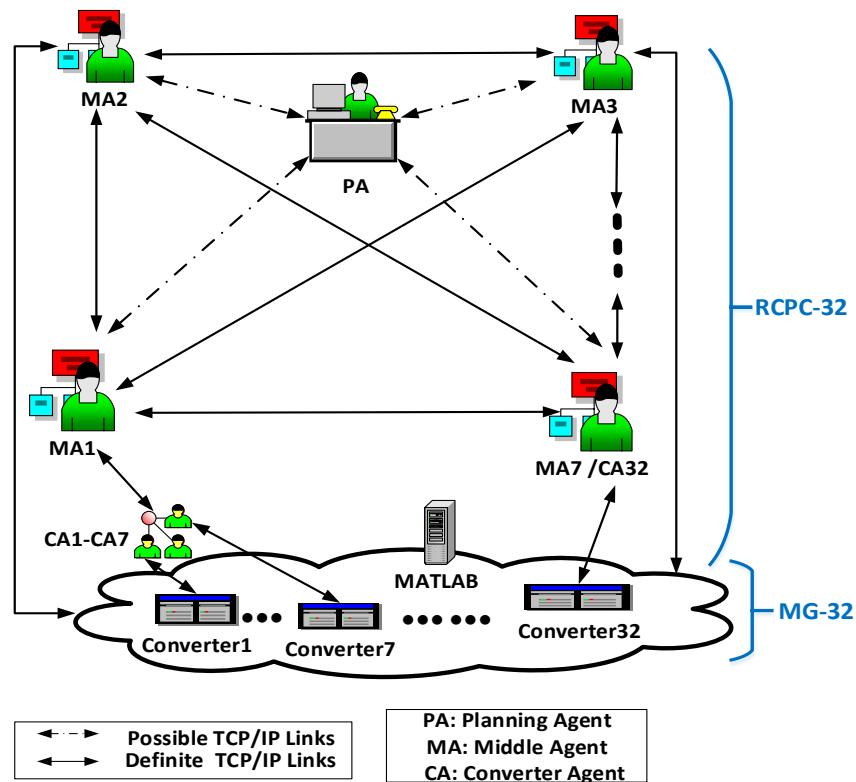 MA2
MA3
PA
RCPC-32
MA1
MA7 /CA32
CA1-CA7
MATLAB
MG-32
Converter1
Converter7
Converter32
Possible TCP/IP Links
Definite TCP/IP Links
PA: Planning Agent
MA: Middle Agent
CA: Converter Agent